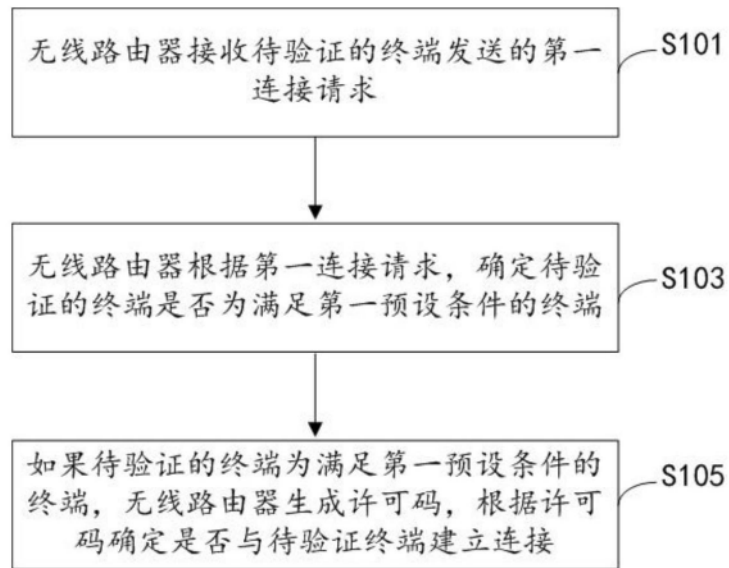 无线路由器接收待验证的终端发送的第一
连接请求
S101
无线路由器根据第一连接请求，确定待验
证的终端是否为满足第一预设条件的终端
S103
如果待验证的终端为满足第一预设条件的
终端，无线路由器生成许可码，根据许可
码确定是否与待验证终端建立连接
S105